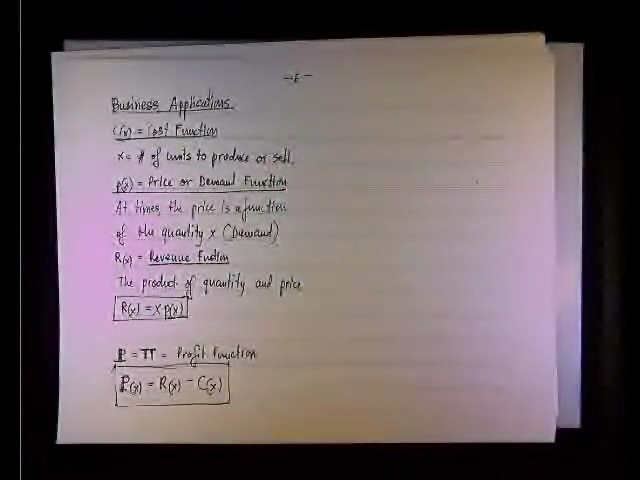 Business Applications
C(x) = Cost Function
x = # of units to produce or sell
p(x) = Price or Demand Function
At times, the price is a function
of the quantity x (Demand)
R(x) = Revenue Function
The product of quantity and price
R(x) = x p(x)
P = π = Profit Function
P(x) = R(x) - C(x)